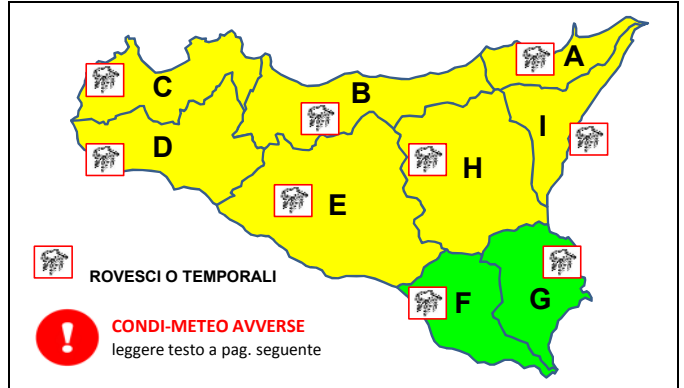 A
B
C
I
D
H
E
ROVESCI O TEMPORALI
F
G
!
CONDI-METEO AVVERSE
leggere testo a pag. seguente